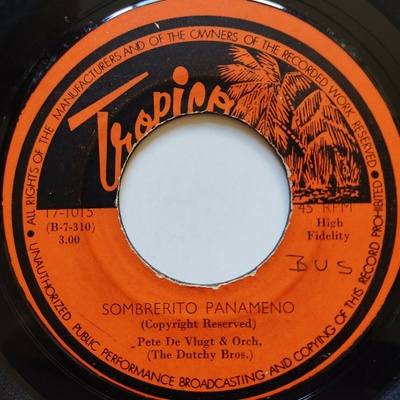 • ALL RIGHTS OF THE MANUFACTURERS AND OF THE OWNERS OF THE RECORDED WORK RESERVED •
Tropico
17-1015
(B-7-310)
3.00
45 RPM
High
Fidelity
BUS
SOMBRERITO PANAMENO
(Copyright Reserved)
Pete De Vlugt & Orch.
(The Dutchy Bros.)
UNAUTHORIZED PUBLIC PERFORMANCE BROADCASTING AND COPYING OF THIS RECORD PROHIBITED